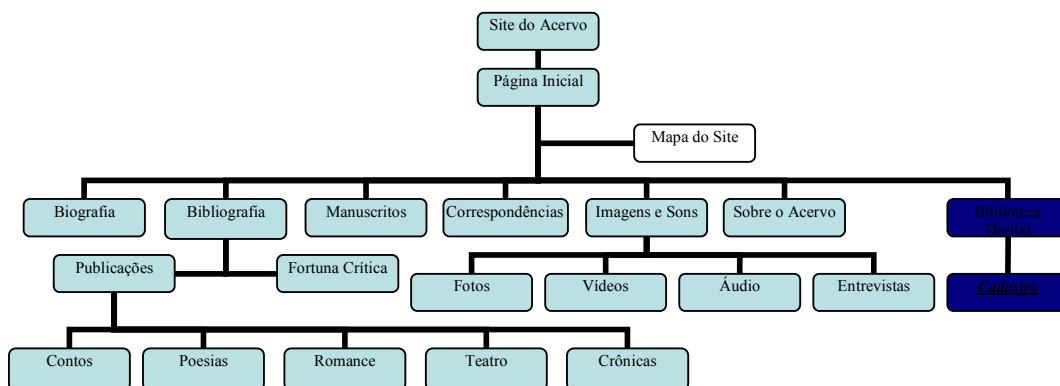 Site do Acervo
Página Inicial
Mapa do Site
Biografia
Bibliografia
Manuscritos
Correspondências
Imagens e Sons
Sobre o Acervo
Biblioteca
Digital
Publicações
Fortuna Crítica
Fotos
Vídeos
Áudio
Entrevistas
Cadastro
Contos
Poesias
Romance
Teatro
Crônicas